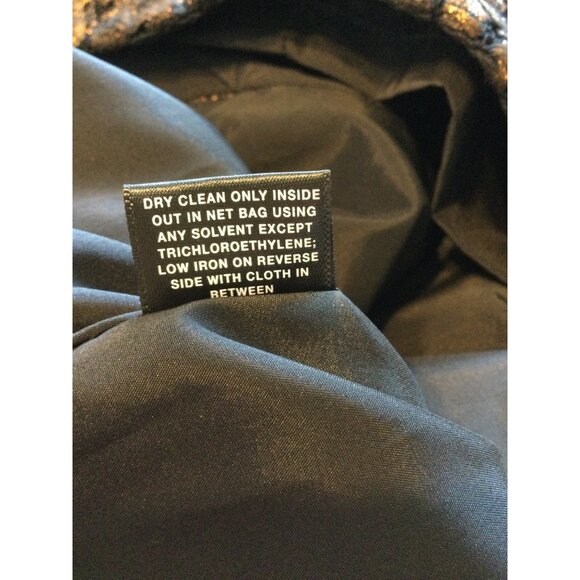 DRY CLEAN ONLY INSIDE
OUT IN NET BAG USING
ANY SOLVENT EXCEPT
TRICHLOROETHYLENE;
LOW IRON ON REVERSE
SIDE WITH CLOTH IN
BETWEEN